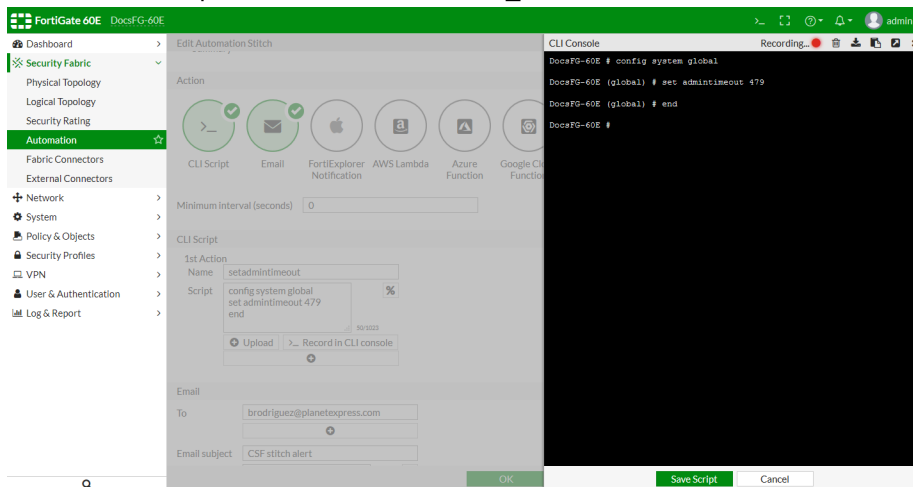 FortiGate 60E DocsFG-60E
>_
admin
Dashboard
Security Fabric
Physical Topology
Logical Topology
Security Rating
Automation
Fabric Connectors
External Connectors
Network
System
Policy & Objects
Security Profiles
VPN
User & Authentication
Log & Report
Edit Automation Stitch
Action
>_
CLI Script
Email
FortiExplorer
Notification
AWS Lambda
Azure
Function
Google Clo
Function
Minimum interval (seconds) 0
CLI Script
1st Action
Name setadmintimeout
Script config system global
set admintimeout 479
end
50/1023
Upload >_ Record in CLI console
Email
To brodriguez@planetexpress.com
Email subject CSF stitch alert
OK
CLI Console Recording...
DocsFG-60E # config system global
DocsFG-60E (global) # set admintimeout 479
DocsFG-60E (global) # end
DocsFG-60E #
Save Script Cancel